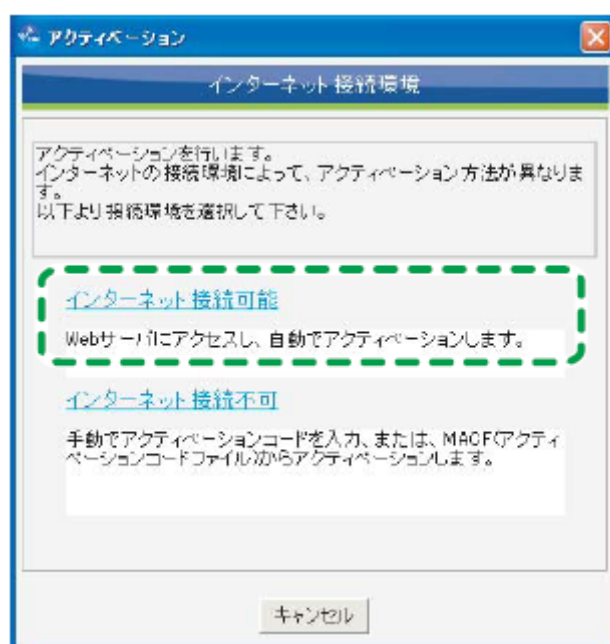 アクティベーション
インターネット接続環境
アクティベーションを行います。
インターネットの接続環境によって、アクティベーション方法が異なりま
す。
以下より接続環境を選択して下さい。
インターネット接続可能
Webサーバにアクセスし、自動でアクティベーションします。
インターネット接続不可
手動でアクティベーションコードを入力、または、MACF(アクティ
ベーションコードファイル)からアクティベーションします。
キャンセル